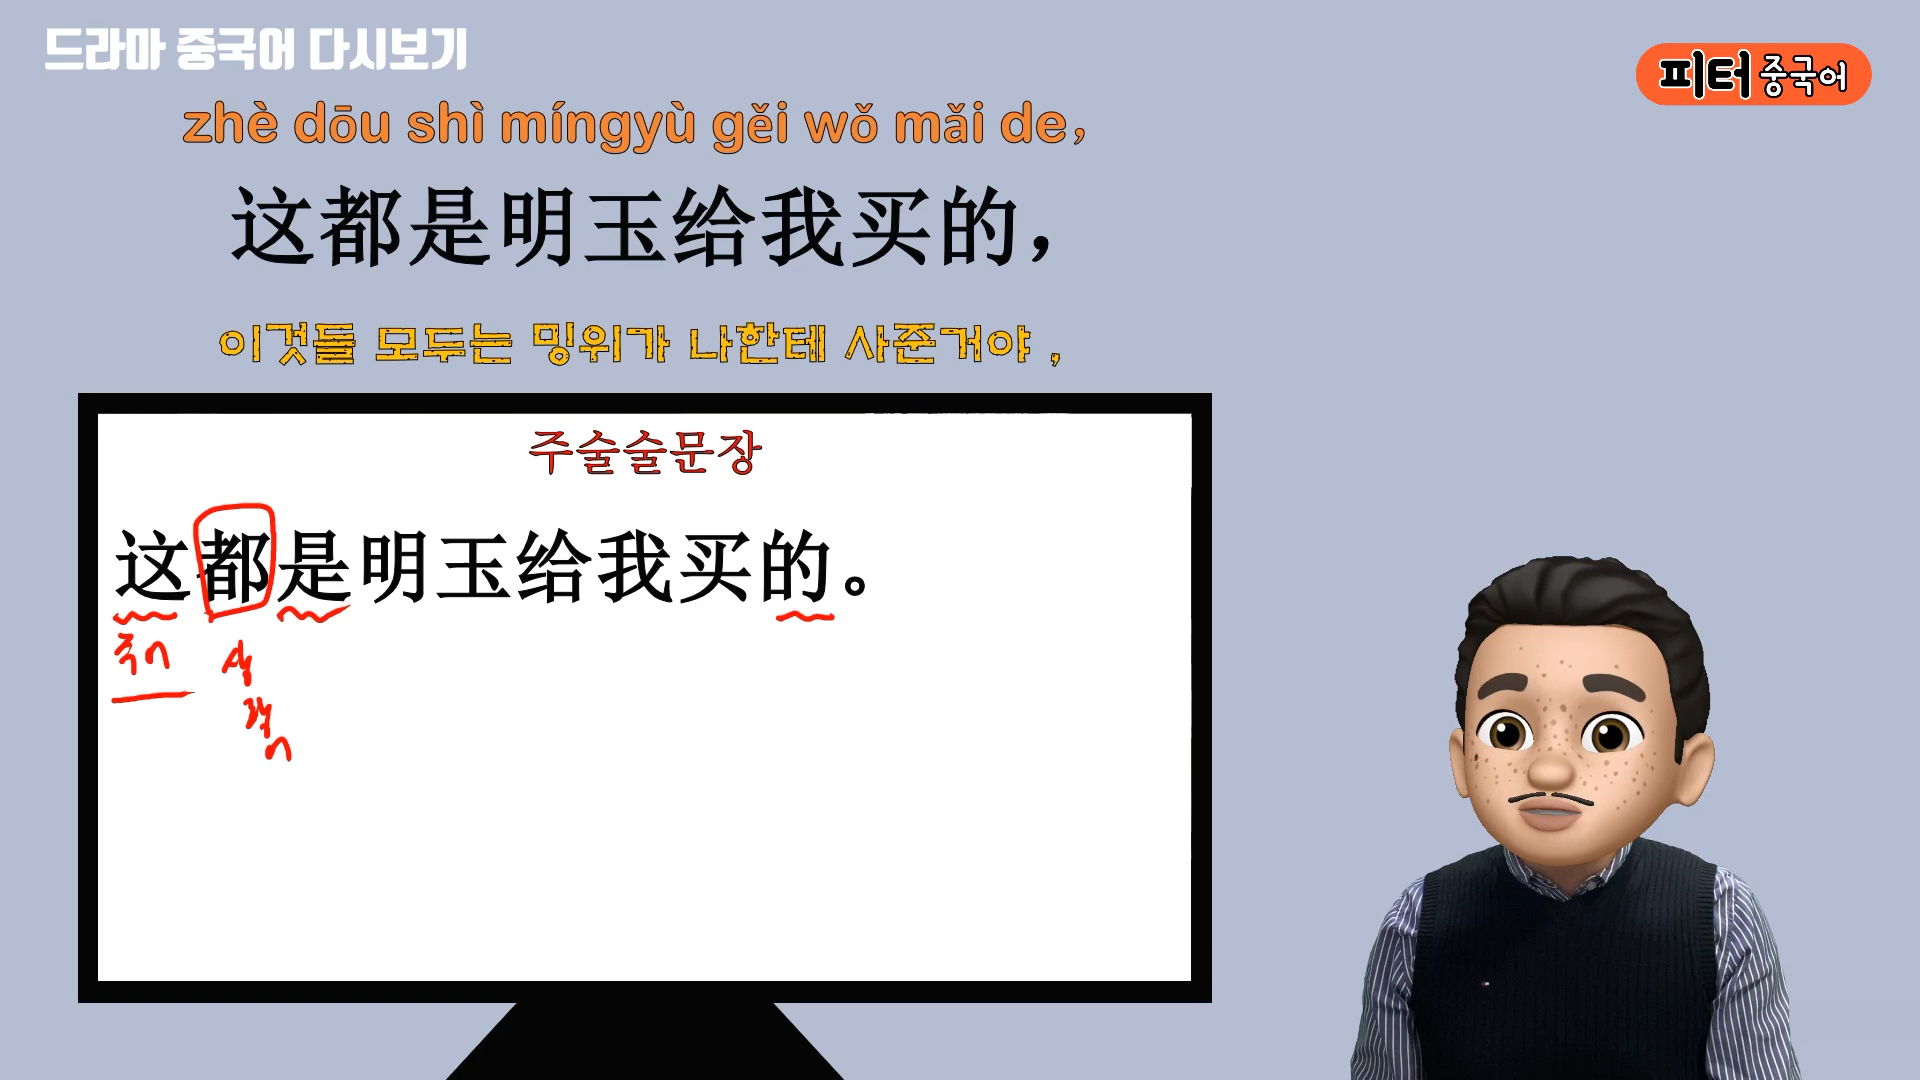 드라마 중국어 다시보기
피터 중국어
zhè dōu shì míngyù gěi wǒ mǎi de，
这都是明玉给我买的，
이것들 모두는 밍위가 나한테 사준거야 ,
주술술문장
这都是明玉给我买的。
주어